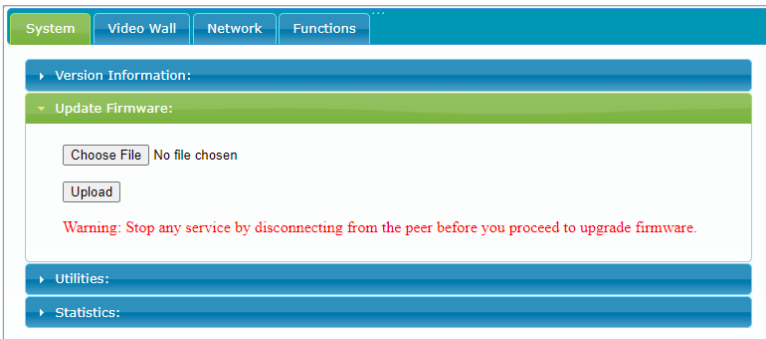 System Video Wall Network Functions
Version Information:
Update Firmware:
Choose File No file chosen
Upload
Warning: Stop any service by disconnecting from the peer before you proceed to upgrade firmware.
Utilities:
Statistics: